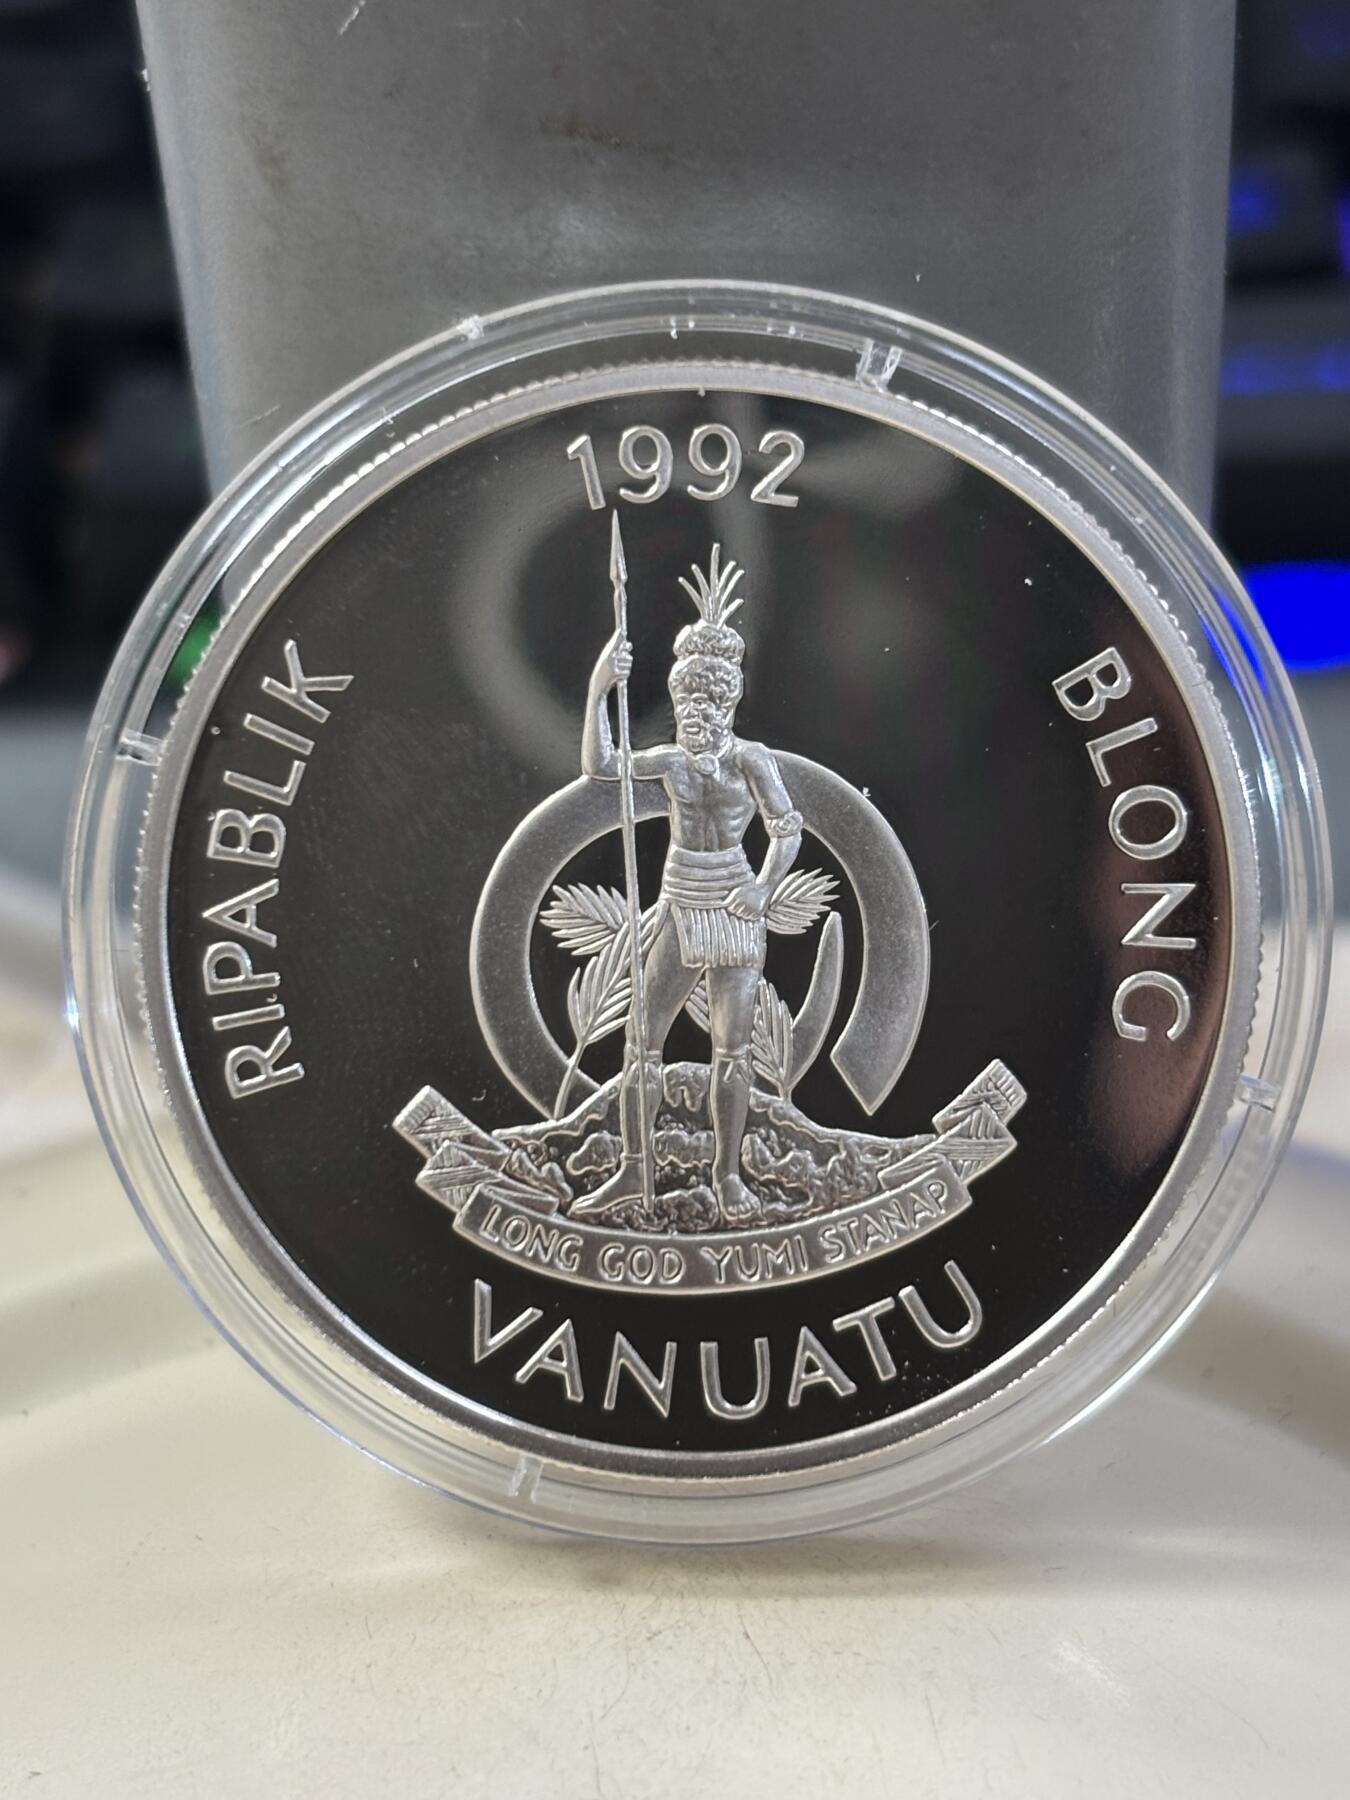 1992
RIPABLIK
BLONG
LONG GOD YUMI STANAP
VANUATU